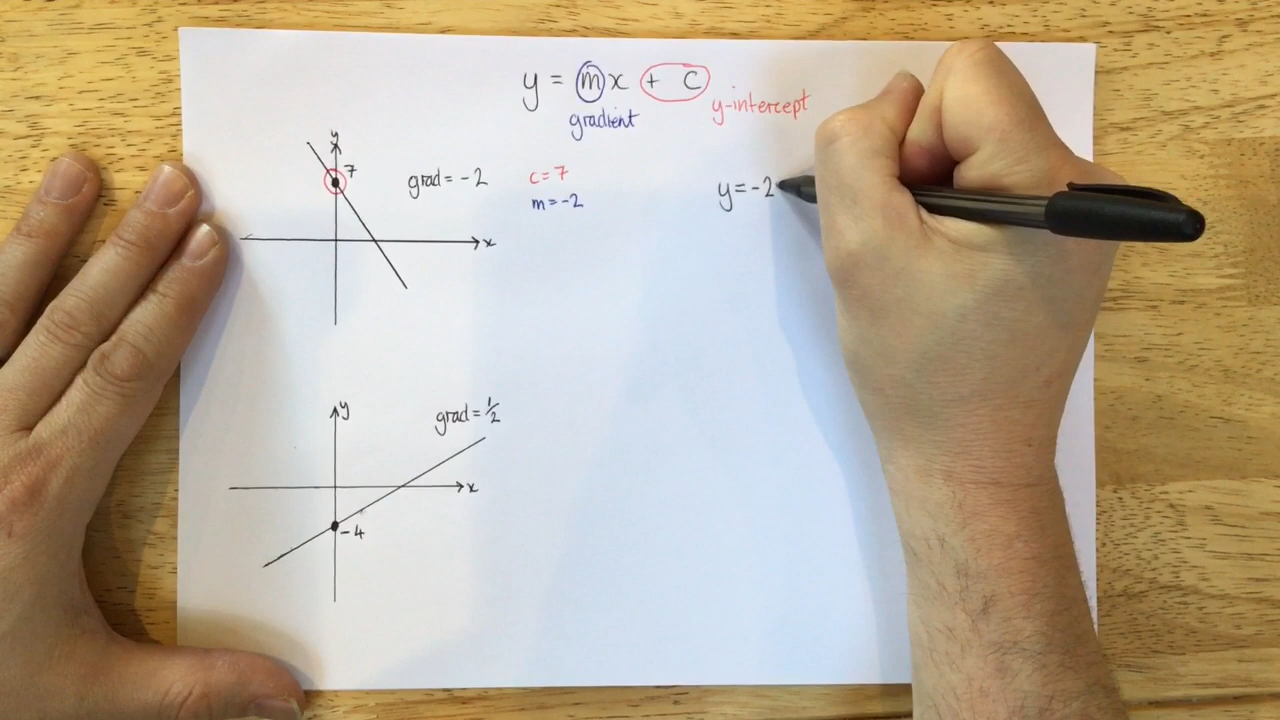 y = mx + c
gradient
y-intercept
y
7
grad = -2
c = 7
m = -2
y = -2
x
y
grad = 1/2
x
-4